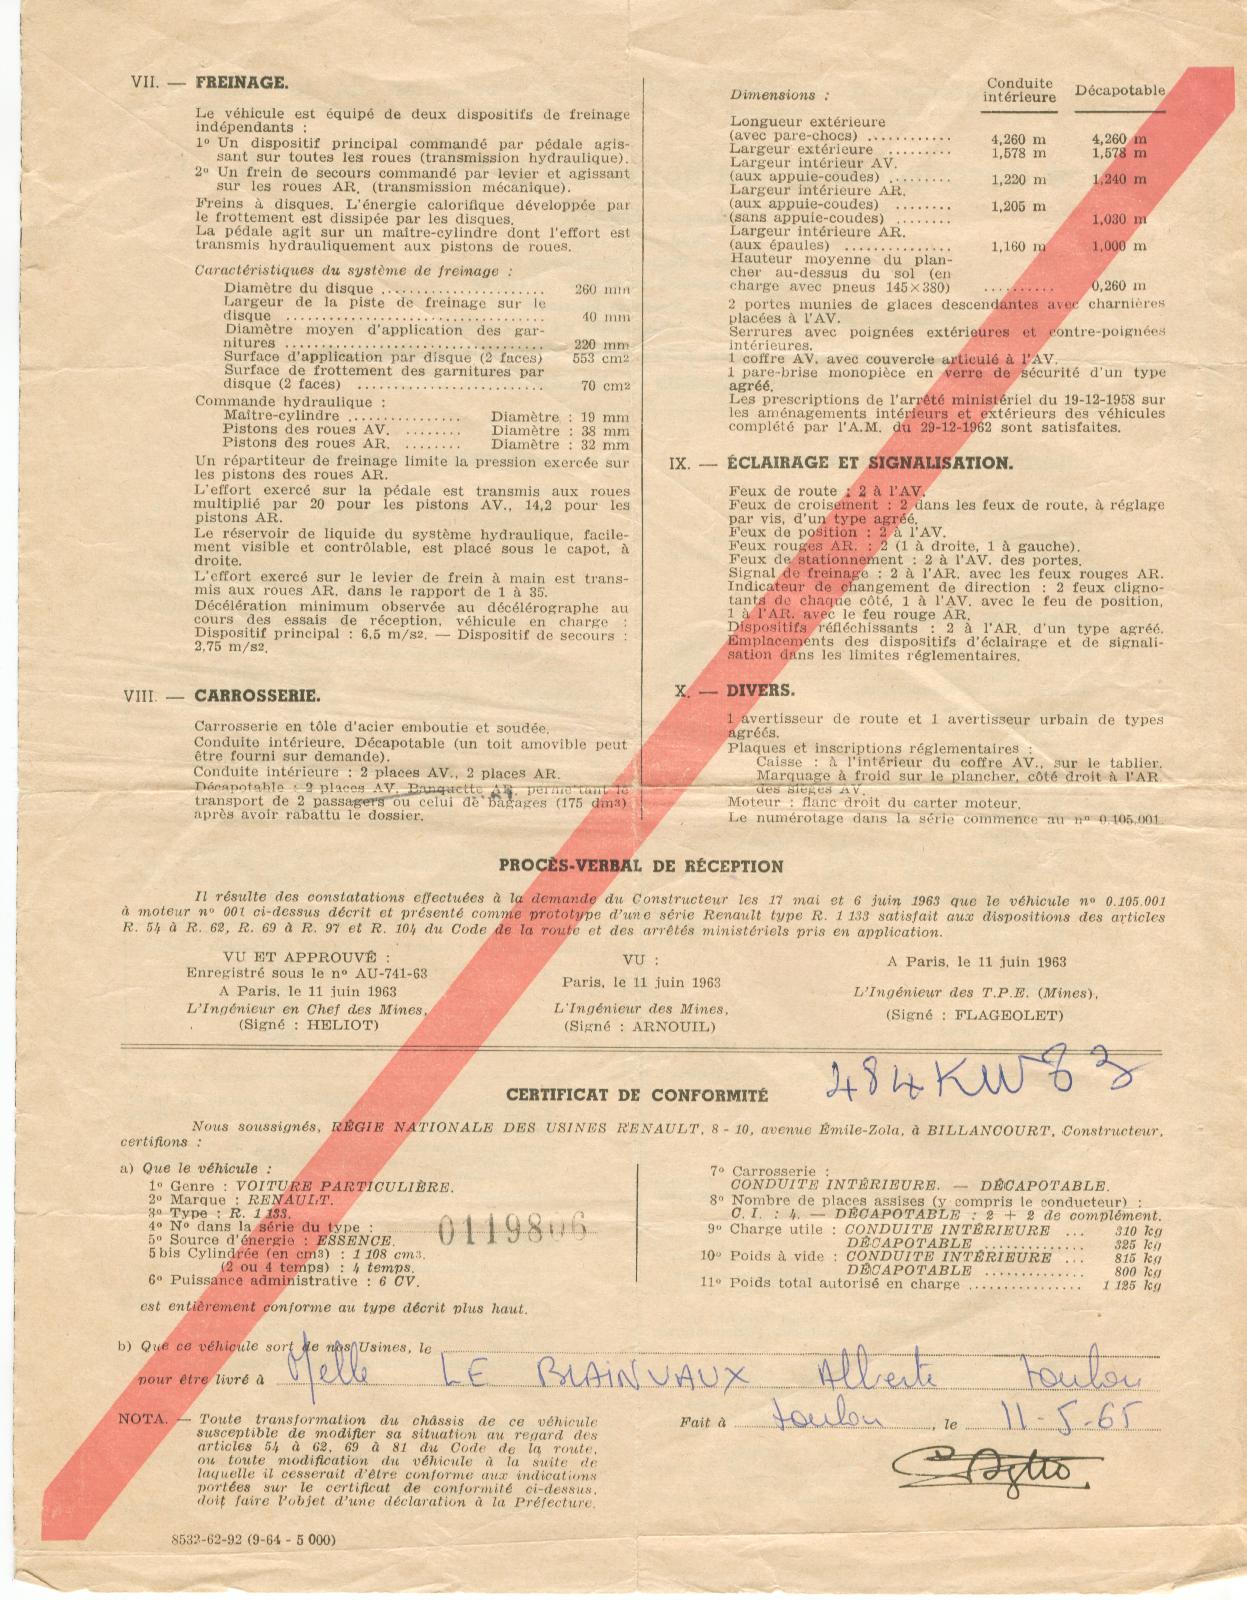 VII. — FREINAGE.
Le véhicule est équipé de deux dispositifs de freinage
indépendants :
1º Un dispositif principal commandé par pédale agis-
sant sur toutes les roues (transmission hydraulique).
2º Un frein de secours commandé par levier et agissant
sur les roues AR. (transmission mécanique).
Freins à disques. L'énergie calorifique développée par
le frottement est dissipée par les disques.
La pédale agit sur un maître-cylindre dont l'effort est
transmis hydrauliquement aux pistons de roues.
Caractéristiques du système de freinage :
Diamètre du disque ........................ 260 mm
Largeur de la piste de freinage sur le
disque .................................... 40 mm
Diamètre moyen d'application des gar-
nitures ................................... 220 mm
Surface d'application par disque (2 faces) 553 cm2
Surface de frottement des garnitures par
disque (2 faces) .......................... 70 cm2
Commande hydraulique :
Maître-cylindre ................ Diamètre : 19 mm
Pistons des roues AV. ........ Diamètre : 38 mm
Pistons des roues AR. ........ Diamètre : 32 mm
Un répartiteur de freinage limite la pression exercée sur
les pistons des roues AR.
L'effort exercé sur la pédale est transmis aux roues
multiplié par 20 pour les pistons AV., 14,2 pour les
pistons AR.
Le réservoir de liquide du système hydraulique, facile-
ment visible et contrôlable, est placé sous le capot, à
droite.
L'effort exercé sur le levier de frein à main est trans-
mis aux roues AR. dans le rapport de 1 à 35.
Décélération minimum observée au décélérographe au
cours des essais de réception, véhicule en charge :
Dispositif principal : 6,5 m/s2. — Dispositif de secours :
2,75 m/s2.
VIII. — CARROSSERIE.
Carrosserie en tôle d'acier emboutie et soudée.
Conduite intérieure. Décapotable (un toit amovible peut
être fourni sur demande).
Conduite intérieure : 2 places AV., 2 places AR.
Décapotable : 2 places AV. Banquette AR. permettant le
transport de 2 passagers ou celui de bagages (175 dm3)
après avoir rabattu le dossier.
Dimensions : Conduite intérieure Décapotable
Longueur extérieure
(avec pare-chocs) ............ 4,260 m 4,260 m
Largeur extérieure ......... 1,578 m 1,578 m
Largeur intérieur AV.
(aux appuie-coudes) ......... 1,220 m 1,240 m
Largeur intérieure AR.
(aux appuie-coudes) ........ 1,205 m
(sans appuie-coudes) ........ 1,030 m
Largeur intérieure AR.
(aux épaules) ............... 1,160 m 1,000 m
Hauteur moyenne du plan-
cher au-dessus du sol (en
charge avec pneus 145×380) .......... 0,260 m
2 portes munies de glaces descendantes avec charnières
placées à l'AV.
Serrures avec poignées extérieures et contre-poignées
intérieures.
1 coffre AV. avec couvercle articulé à l'AV.
1 pare-brise monopièce en verre de sécurité d'un type
agréé.
Les prescriptions de l'arrêté ministériel du 19-12-1958 sur
les aménagements intérieurs et extérieurs des véhicules
complété par l'A.M. du 29-12-1962 sont satisfaites.
IX. — ÉCLAIRAGE ET SIGNALISATION.
Feux de route : 2 à l'AV.
Feux de croisement : 2 dans les feux de route, à réglage
par vis, d'un type agréé.
Feux de position : 2 à l'AV.
Feux rouges AR. : 2 (1 à droite, 1 à gauche).
Feux de stationnement : 2 à l'AV. des portes.
Signal de freinage : 2 à l'AR. avec les feux rouges AR.
Indicateur de changement de direction : 2 feux cligno-
tants de chaque côté, 1 à l'AV. avec le feu de position,
1 à l'AR. avec le feu rouge AR.
Dispositifs réfléchissants : 2 à l'AR. d'un type agréé.
Emplacements des dispositifs d'éclairage et de signali-
sation dans les limites réglementaires.
X. — DIVERS.
1 avertisseur de route et 1 avertisseur urbain de types
agréés.
Plaques et inscriptions réglementaires :
Caisse : à l'intérieur du coffre AV., sur le tablier.
Marquage à froid sur le plancher, côté droit à l'AR
des sièges AV.
Moteur : flanc droit du carter moteur.
Le numérotage dans la série commence au nº 0.105.001.
PROCÈS-VERBAL DE RÉCEPTION
Il résulte des constatations effectuées à la demande du Constructeur les 17 mai et 6 juin 1963 que le véhicule nº 0.105.001
à moteur nº 001 ci-dessus décrit et présenté comme prototype d'une série Renault type R. 1 133 satisfait aux dispositions des articles
R. 54 à R. 62, R. 69 à R. 97 et R. 104 du Code de la route et des arrêtés ministériels pris en application.
VU ET APPROUVÉ :
Enregistré sous le nº AU-741-63
A Paris, le 11 juin 1963
L'Ingénieur en Chef des Mines,
(Signé : HELIOT)
VU :
Paris, le 11 juin 1963
L'Ingénieur des Mines,
(Signé : ARNOUIL)
A Paris, le 11 juin 1963
L'Ingénieur des T.P.E. (Mines),
(Signé : FLAGEOLET)
484KW83
CERTIFICAT DE CONFORMITÉ
Nous soussignés, RÉGIE NATIONALE DES USINES RENAULT, 8 - 10, avenue Émile-Zola, à BILLANCOURT, Constructeur,
certifions :
a) Que le véhicule :
1º Genre : VOITURE PARTICULIÈRE.
2º Marque : RENAULT.
3º Type : R. 1 133.
4º Nº dans la série du type : 0119806
5º Source d'énergie : ESSENCE.
5 bis Cylindrée (en cm3) : 1 108 cm3.
(2 ou 4 temps) : 4 temps.
6º Puissance administrative : 6 CV.
7º Carrosserie :
CONDUITE INTÉRIEURE. — DÉCAPOTABLE.
8º Nombre de places assises (y compris le conducteur) :
C. I. : 4. — DÉCAPOTABLE : 2 + 2 de complément.
9º Charge utile : CONDUITE INTÉRIEURE ... 310 kg
DÉCAPOTABLE ............... 325 kg
10º Poids à vide : CONDUITE INTÉRIEURE ... 815 kg
DÉCAPOTABLE ............... 800 kg
11º Poids total autorisé en charge ................. 1 125 kg
est entièrement conforme au type décrit plus haut.
b) Que ce véhicule sort de nos Usines, le
pour être livré à Melle LE BLAINVAUX Alberte Toulon
NOTA. — Toute transformation du châssis de ce véhicule
susceptible de modifier sa situation au regard des
articles 54 à 62, 69 à 81 du Code de la route,
ou toute modification du véhicule à la suite de
laquelle il cesserait d'être conforme aux indications
portées sur le certificat de conformité ci-dessus,
doit faire l'objet d'une déclaration à la Préfecture.
Fait à Toulon, le 11-5-65
8532-62-92 (9-64 - 5 000)